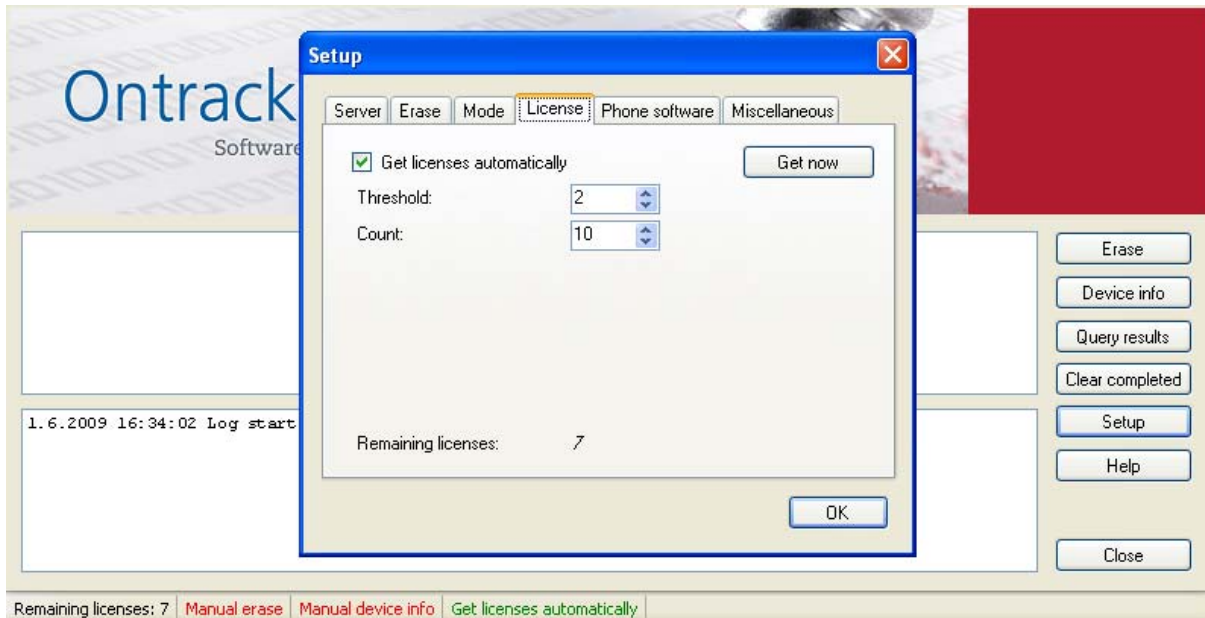 Ontrack
Software
Setup
Server Erase Mode License Phone software Miscellaneous
Get licenses automatically Get now
Threshold: 2
Count: 10
Remaining licenses: 7
OK
Erase
Device info
Query results
Clear completed
Setup
Help
Close
1.6.2009 16:34:02 Log start
Remaining licenses: 7 Manual erase Manual device info Get licenses automatically